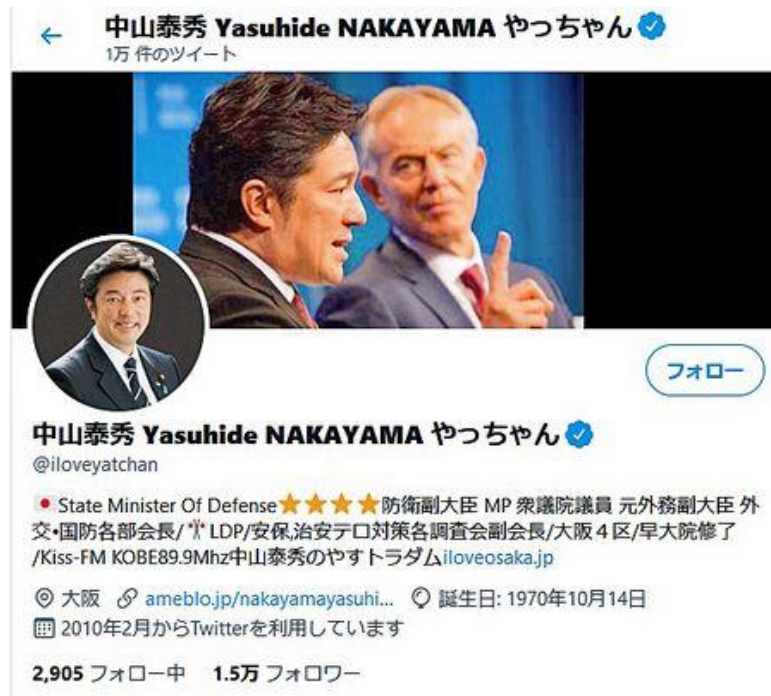 中山泰秀 Yasuhide NAKAYAMA やっちゃん
1万 件のツイート
フォロー
中山泰秀 Yasuhide NAKAYAMA やっちゃん
@iloveyatchan
🇯🇵 State Minister Of Defense⭐⭐⭐⭐防衛副大臣 MP 衆議院議員 元外務副大臣 外
交・国防各部会長/ LDP/安保,治安テロ対策各調査会副会長/大阪４区/早大院修了
/Kiss-FM KOBE89.9Mhz中山泰秀のやすトラダムiloveosaka.jp
大阪 ameblo.jp/nakayamayasuhi... 誕生日: 1970年10月14日
2010年2月からTwitterを利用しています
2,905 フォロー中 1.5万 フォロワー